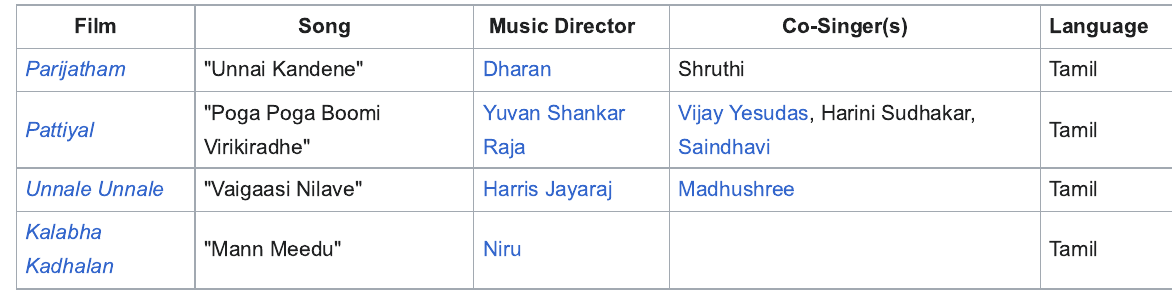 Film Song Music Director Co-Singer(s) Language
Parijatham "Unnai Kandene" Dharan Shruthi Tamil
Pattiyal "Poga Poga Boomi Virikiradhe" Yuvan Shankar Raja Vijay Yesudas, Harini Sudhakar, Saindhavi Tamil
Unnale Unnale "Vaigaasi Nilave" Harris Jayaraj Madhushree Tamil
Kalabha Kadhalan "Mann Meedu" Niru Tamil